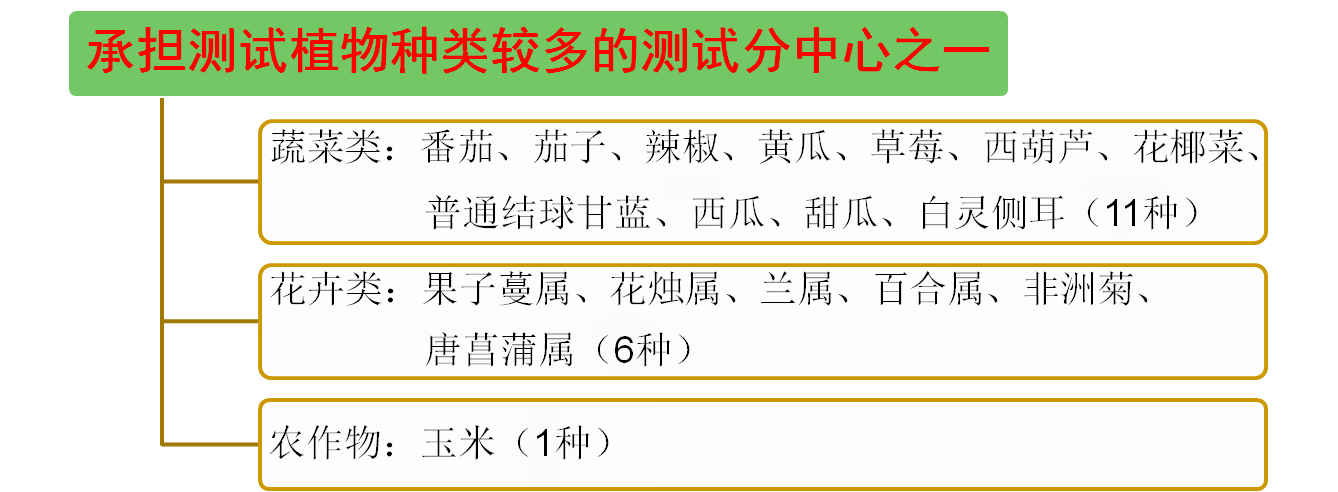 承担测试植物种类较多的测试分中心之一
蔬菜类：番茄、茄子、辣椒、黄瓜、草莓、西葫芦、花椰菜、
普通结球甘蓝、西瓜、甜瓜、白灵侧耳（11种）
花卉类：果子蔓属、花烛属、兰属、百合属、非洲菊、
唐菖蒲属（6种）
农作物：玉米（1种）